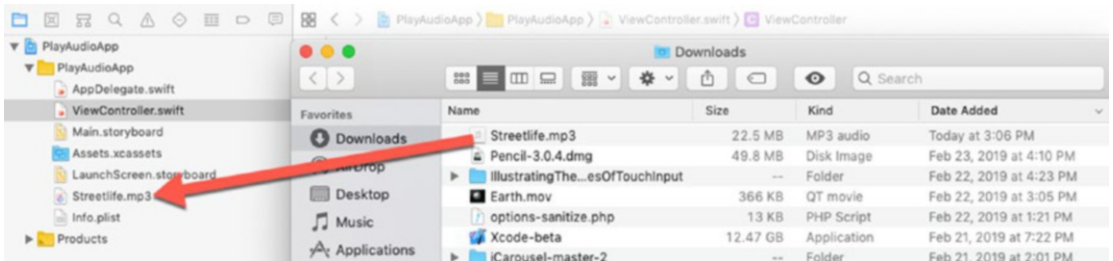 PlayAudioApp PlayAudioApp ViewController.swift ViewController
PlayAudioApp
PlayAudioApp
AppDelegate.swift
ViewController.swift
Main.storyboard
Assets.xcassets
LaunchScreen.storyboard
Streetlife.mp3
Info.plist
Products
Downloads
Search
Favorites
Downloads
AirDrop
Desktop
Music
Applications
Name Size Kind Date Added
Streetlife.mp3 22.5 MB MP3 audio Today at 3:06 PM
Pencil-3.0.4.dmg 49.8 MB Disk Image Feb 23, 2019 at 4:10 PM
IllustratingThe...esOfTouchInput -- Folder Feb 22, 2019 at 4:23 PM
Earth.mov 366 KB QT movie Feb 22, 2019 at 3:05 PM
options-sanitize.php 13 KB PHP Script Feb 22, 2019 at 1:21 PM
Xcode-beta 12.47 GB Application Feb 21, 2019 at 7:22 PM
iCarousel-master-2 -- Folder Feb 21, 2019 at 2:01 PM